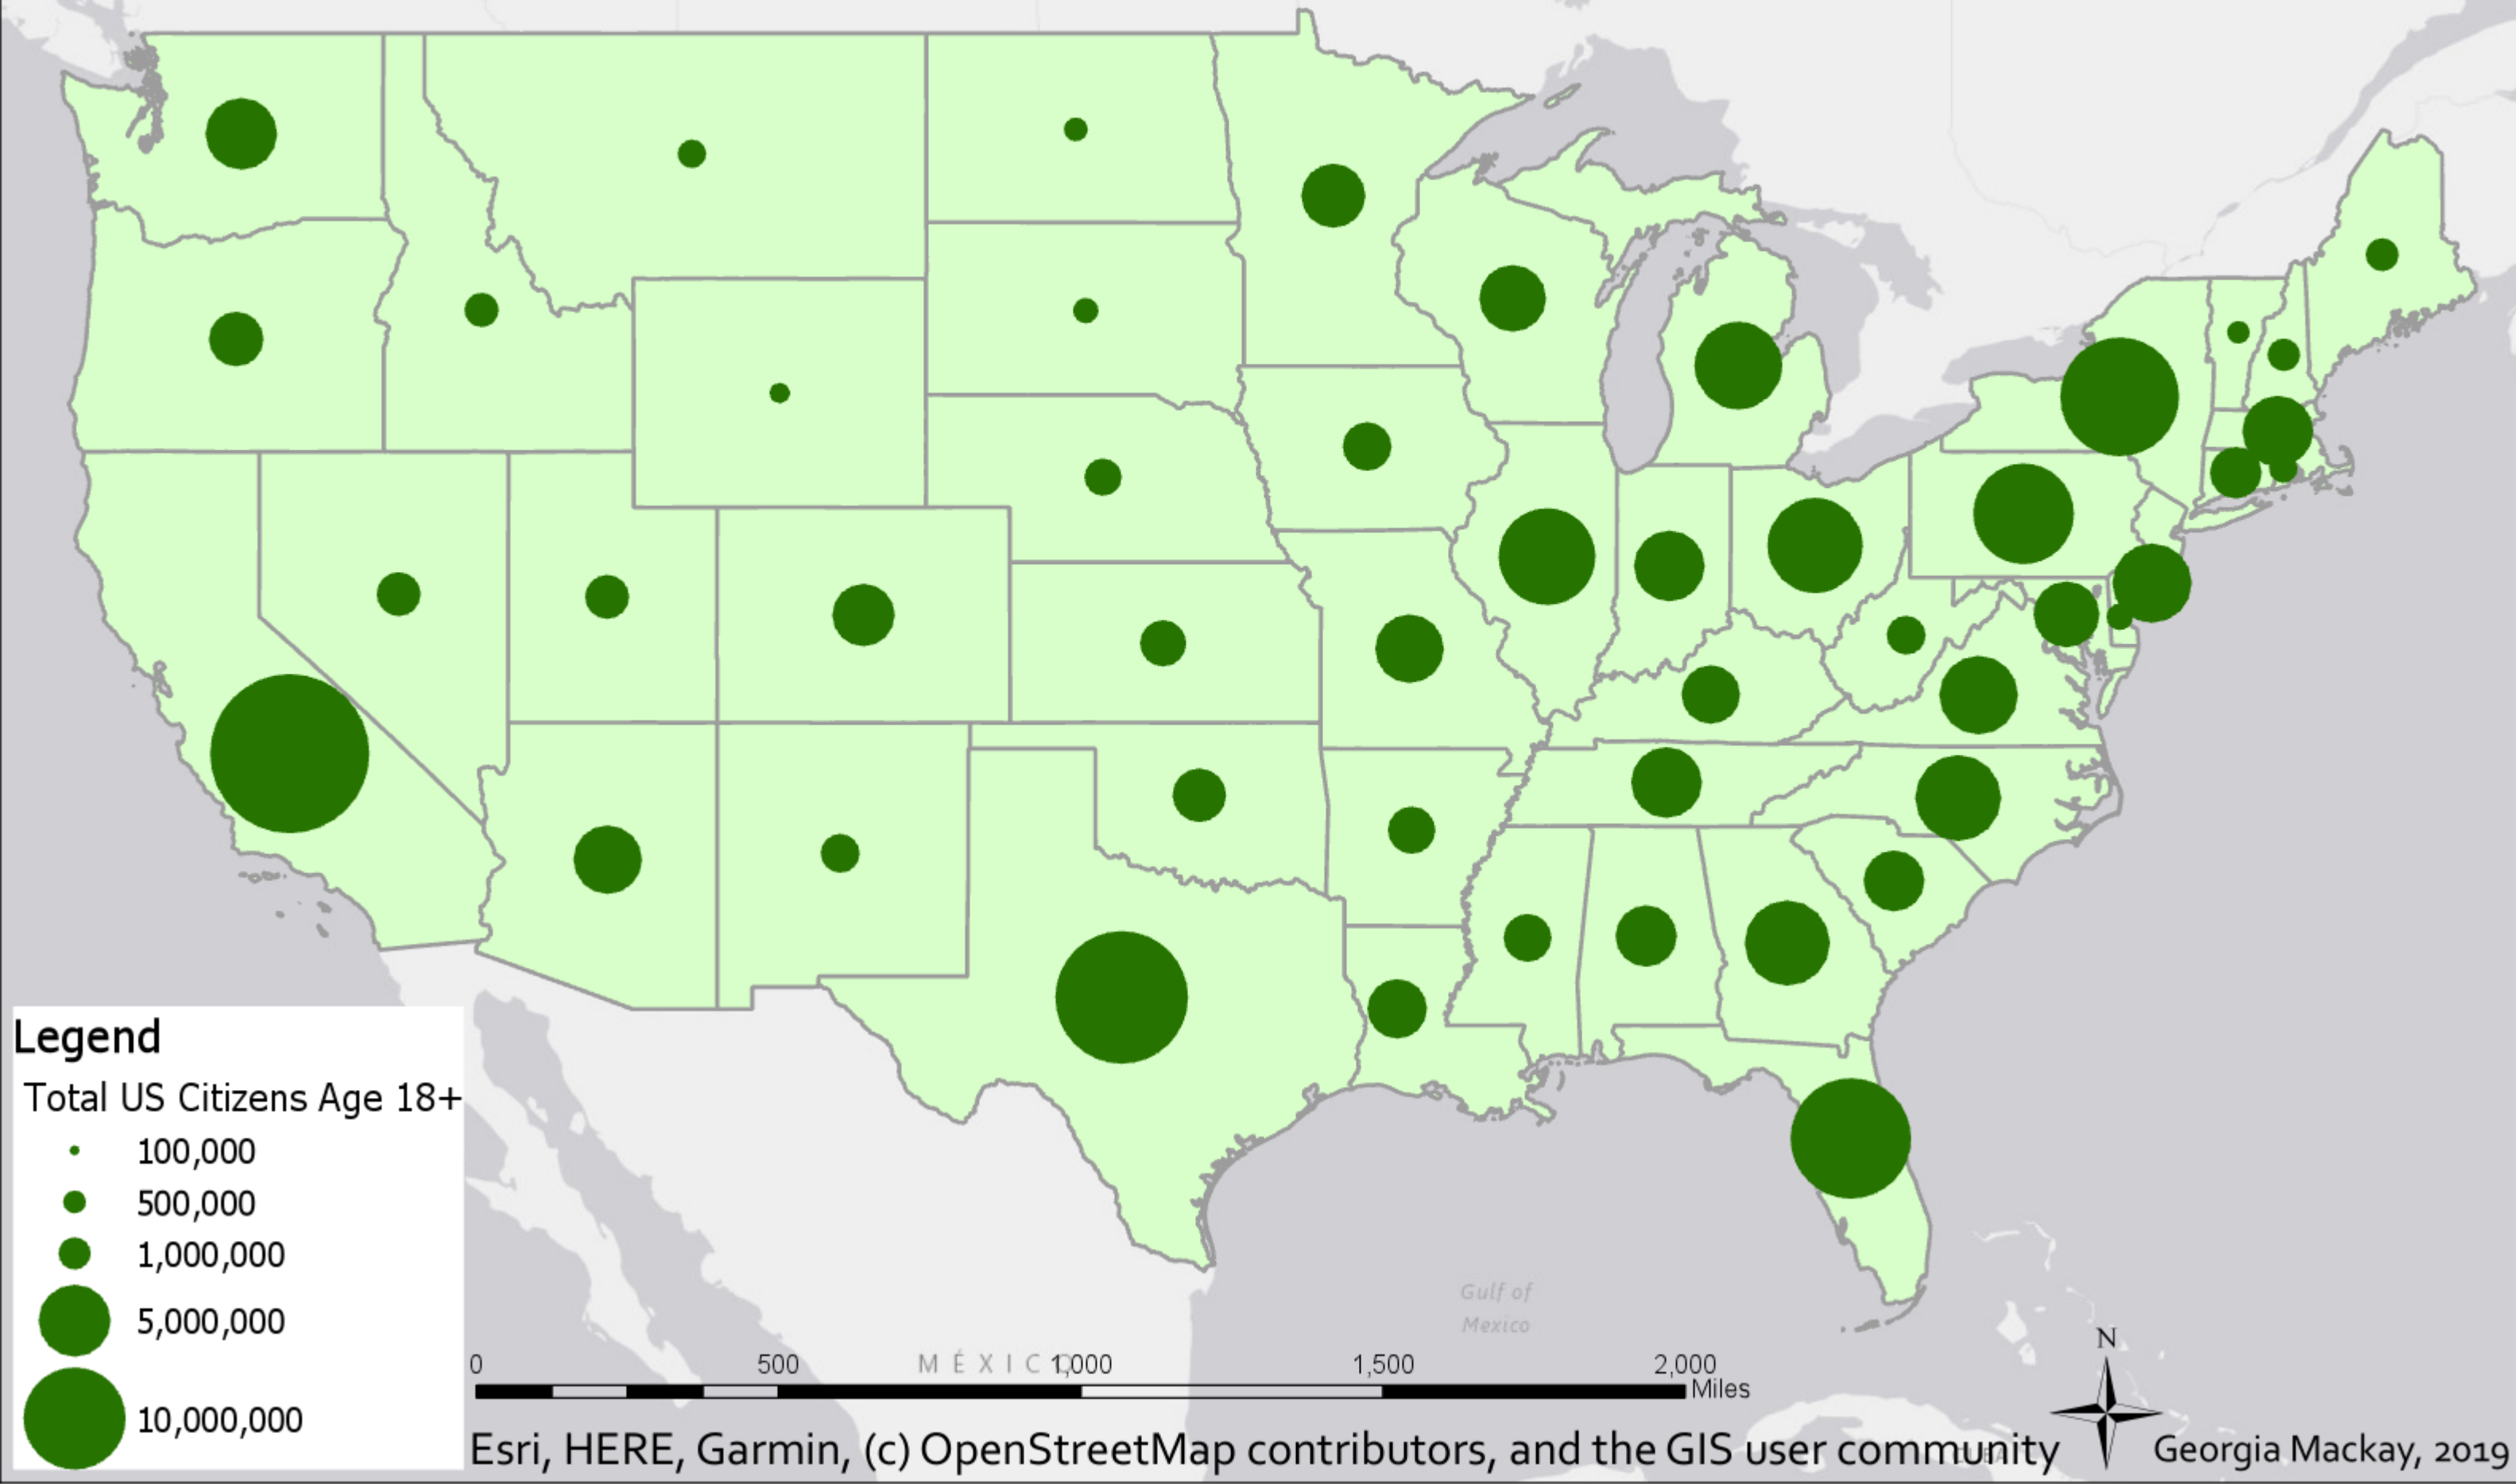 Legend
Total US Citizens Age 18+
100,000
500,000
1,000,000
5,000,000
10,000,000
Gulf of
Mexico
MÉXICO
0 500 1,000 1,500 2,000
Miles
N
Esri, HERE, Garmin, (c) OpenStreetMap contributors, and the GIS user community
Georgia Mackay, 2019